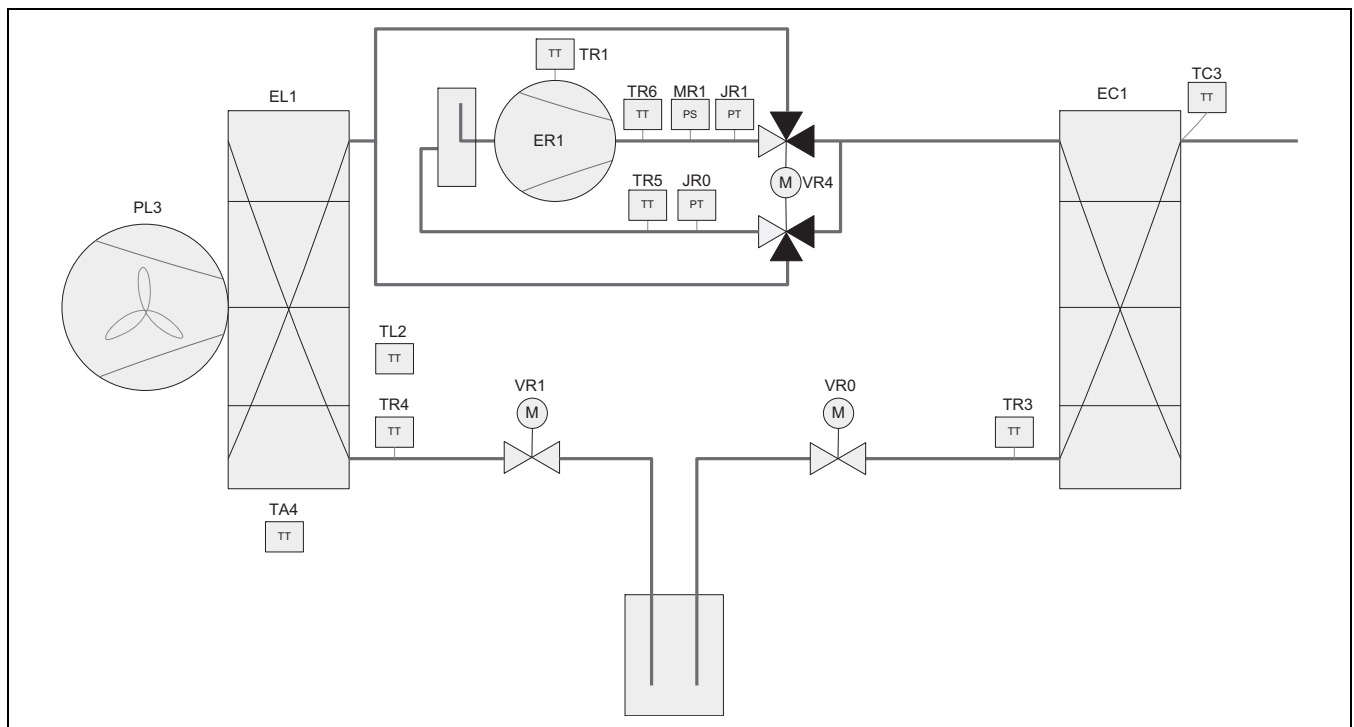 TT TR1
TC3
TT
EL1
TR6 MR1 JR1
TT PS PT
EC1
ER1
TR5 JR0
TT PT
M VR4
PL3
TL2
TT
VR1
M
VR0
M
TR4
TT
TR3
TT
TA4
TT